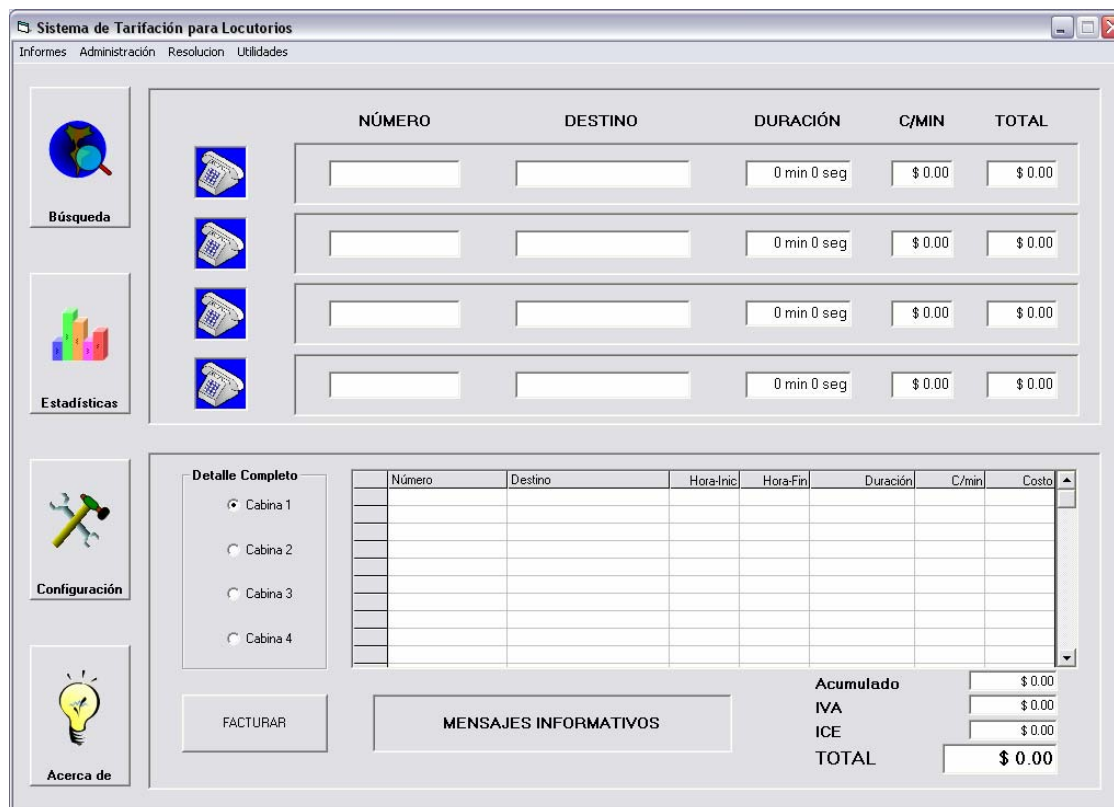 Sistema de Tarifación para Locutorios
Informes Administración Resolucion Utilidades
NÚMERO DESTINO DURACIÓN C/MIN TOTAL
0 min 0 seg $ 0.00 $ 0.00
Búsqueda
0 min 0 seg $ 0.00 $ 0.00
0 min 0 seg $ 0.00 $ 0.00
0 min 0 seg $ 0.00 $ 0.00
Estadísticas
Detalle Completo
Número Destino Hora-Inic Hora-Fin Duración C/min Costo
Cabina 1
Cabina 2
Cabina 3
Cabina 4
Configuración
Acumulado $ 0.00
IVA $ 0.00
ICE $ 0.00
TOTAL $ 0.00
FACTURAR
MENSAJES INFORMATIVOS
Acerca de